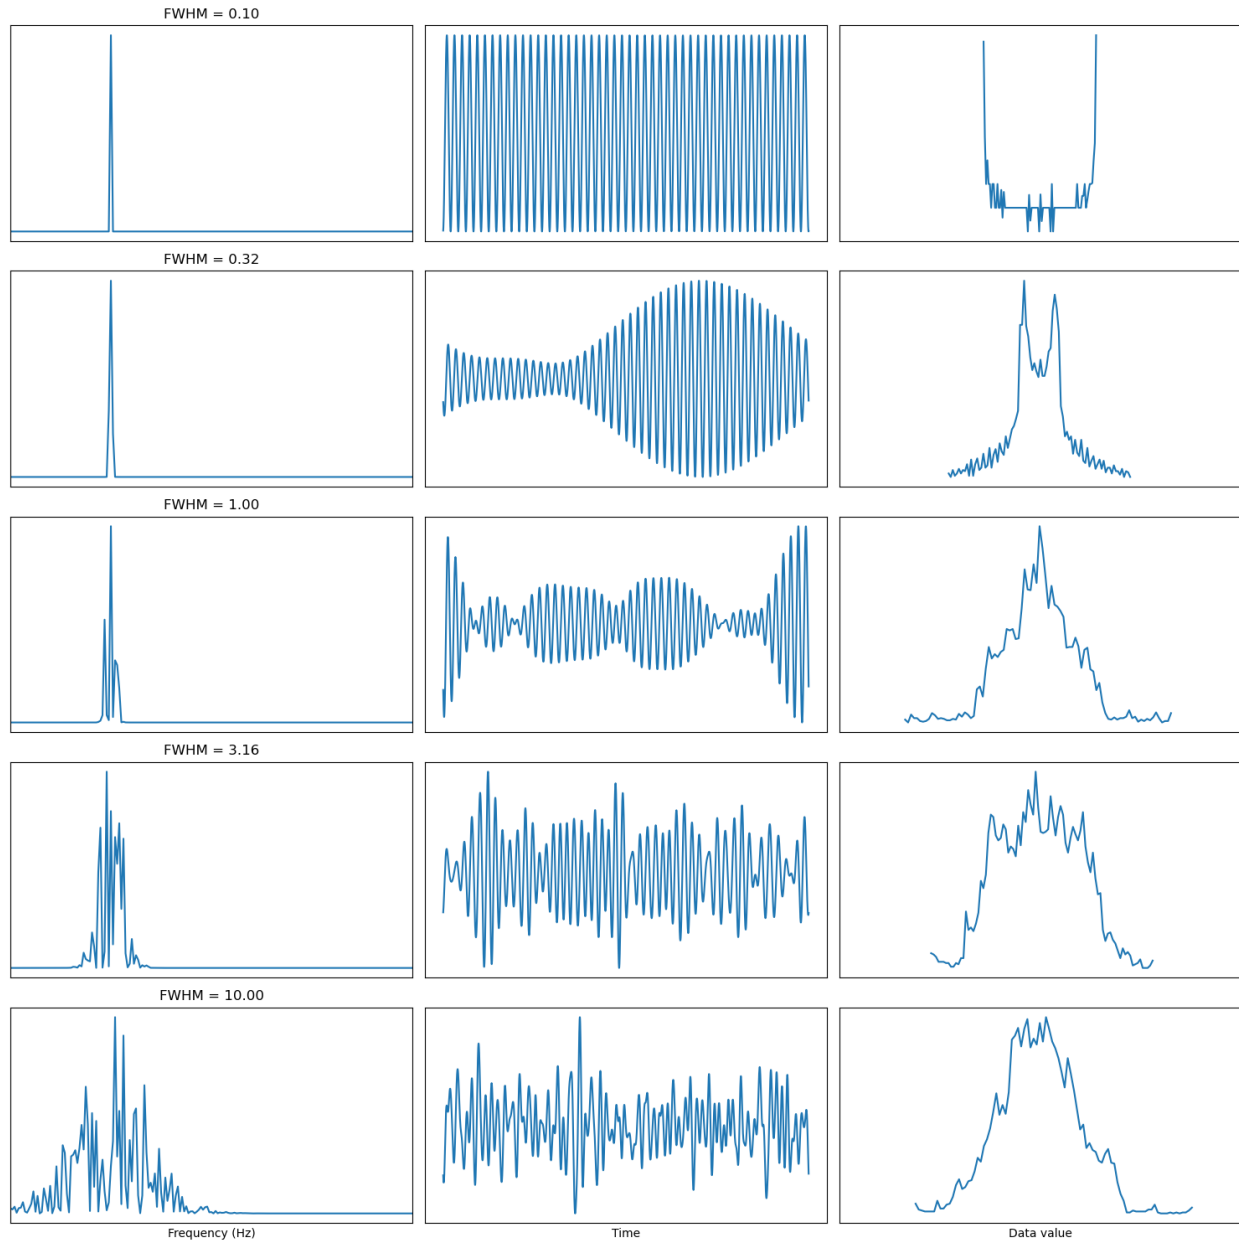 FWHM = 0.10
FWHM = 0.32
FWHM = 1.00
FWHM = 3.16
FWHM = 10.00
Frequency (Hz)
Time
Data value